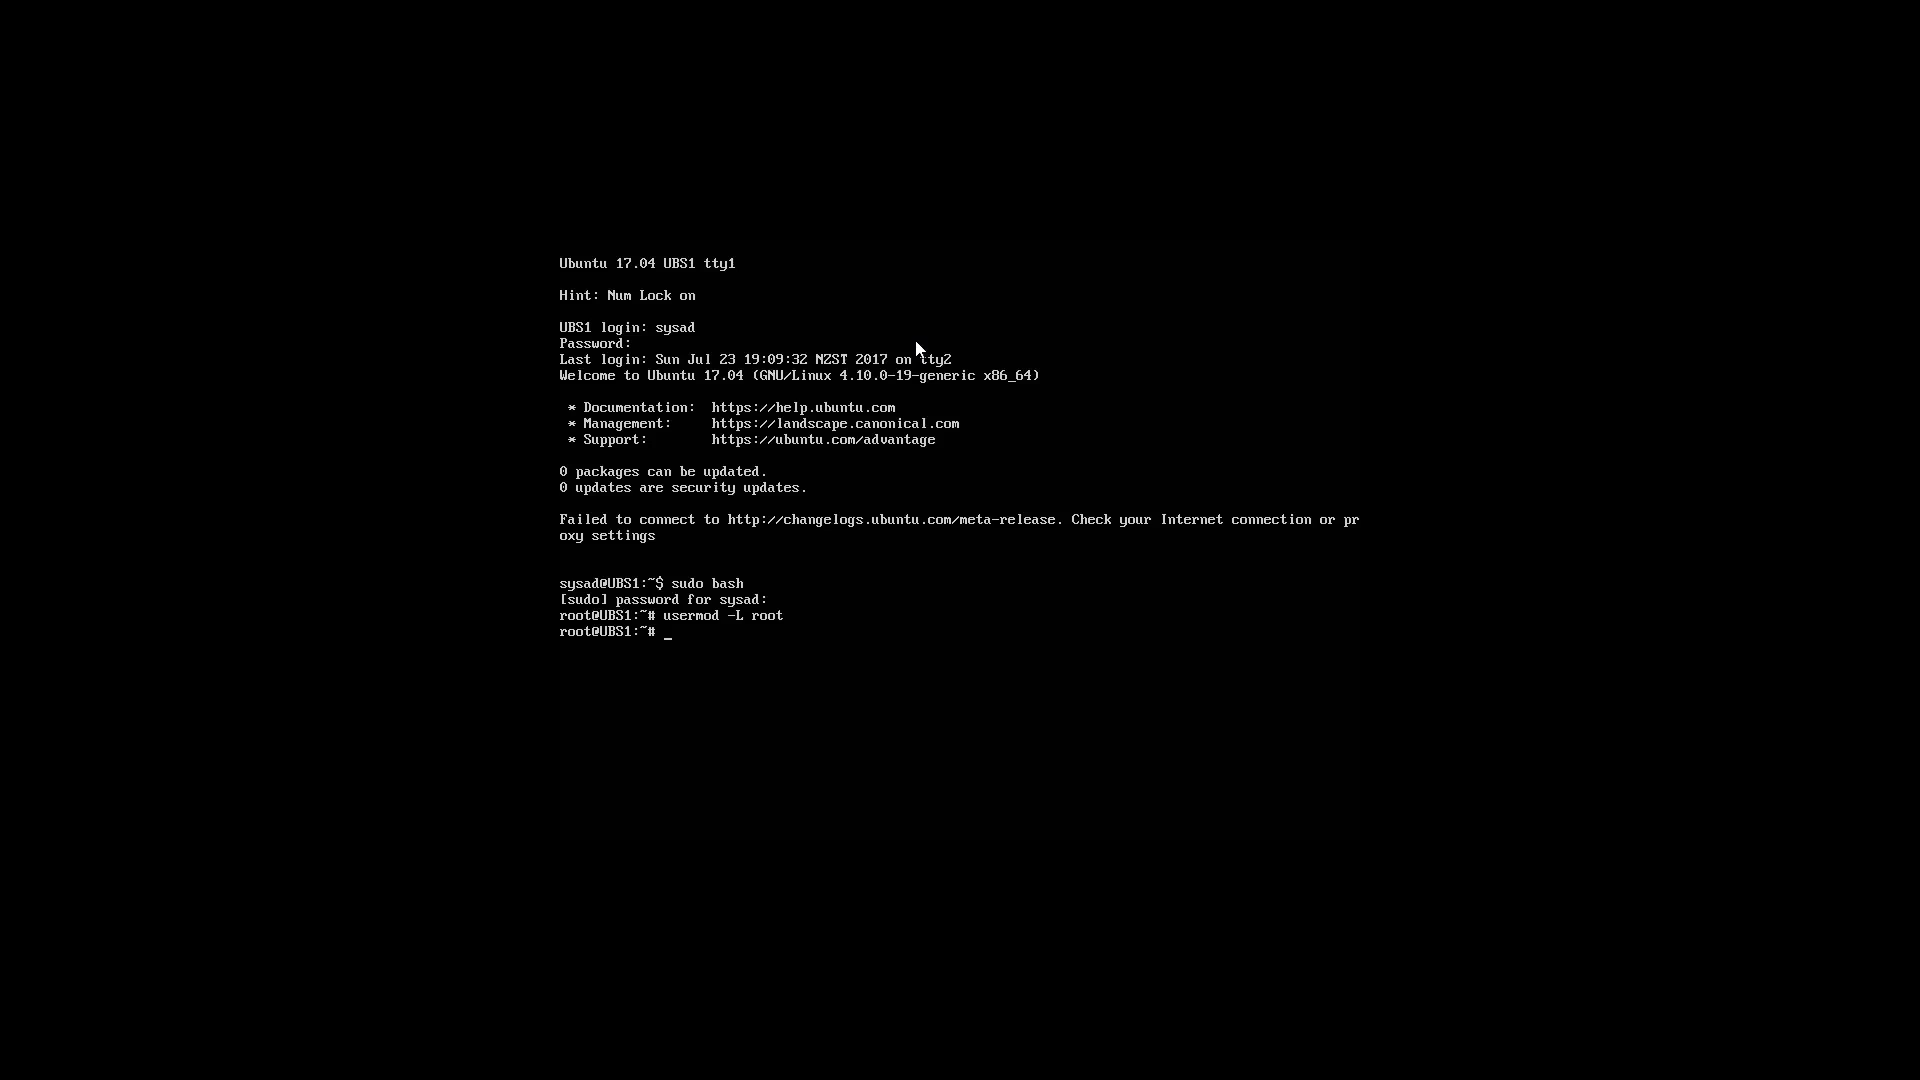 Ubuntu 17.04 UBS1 tty1
Hint: Num Lock on
UBS1 login: sysad
Password:
Last login: Sun Jul 23 19:09:32 NZST 2017 on tty2
Welcome to Ubuntu 17.04 (GNU/Linux 4.10.0-19-generic x86_64)
* Documentation:  https://help.ubuntu.com
* Management:     https://landscape.canonical.com
* Support:        https://ubuntu.com/advantage
0 packages can be updated.
0 updates are security updates.
Failed to connect to http://changelogs.ubuntu.com/meta-release. Check your Internet connection or pr
oxy settings
sysad@UBS1:~$ sudo bash
[sudo] password for sysad:
root@UBS1:~# usermod -L root
root@UBS1:~# _